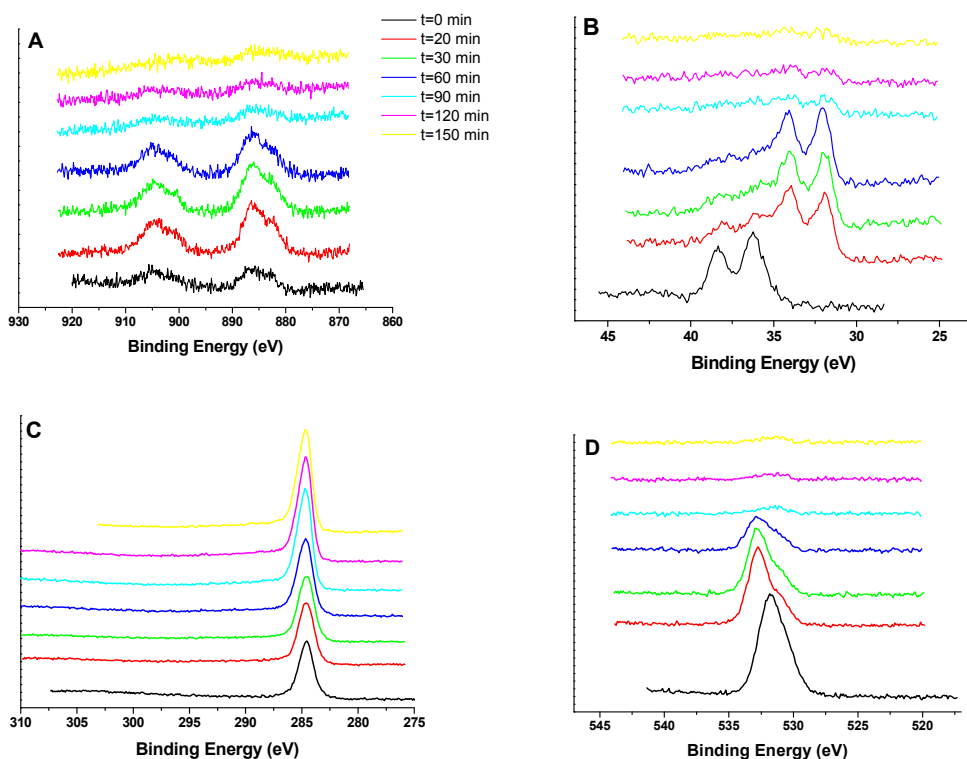 A
t=0 min
t=20 min
t=30 min
t=60 min
t=90 min
t=120 min
t=150 min
930 920 910 900 890 880 870 860
Binding Energy (eV)
B
45 40 35 30 25
Binding Energy (eV)
C
310 305 300 295 290 285 280 275
Binding Energy (eV)
D
545 540 535 530 525 520
Binding Energy (eV)